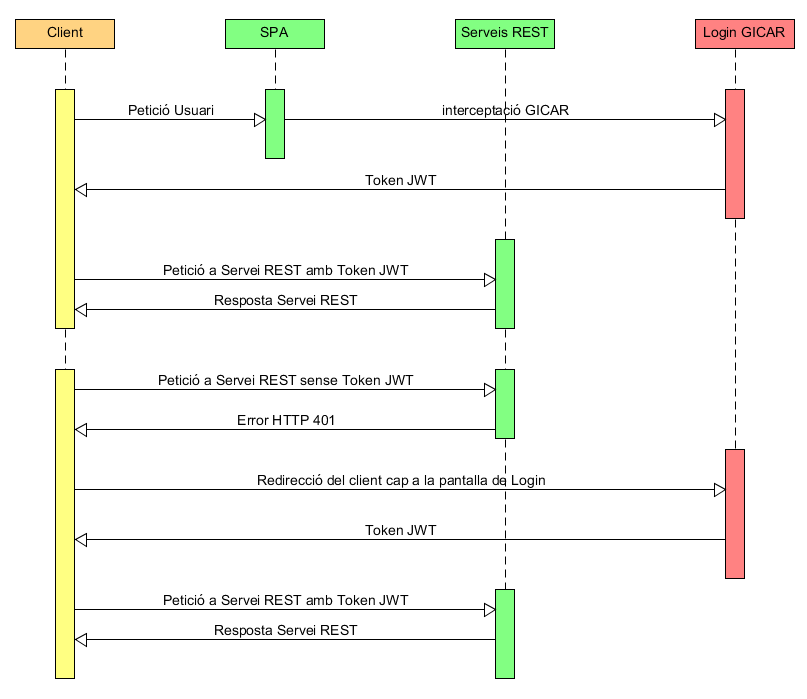 Client
SPA
Serveis REST
Login GICAR
Petició Usuari
interceptació GICAR
Token JWT
Petició a Servei REST amb Token JWT
Resposta Servei REST
Petició a Servei REST sense Token JWT
Error HTTP 401
Redirecció del client cap a la pantalla de Login
Token JWT
Petició a Servei REST amb Token JWT
Resposta Servei REST